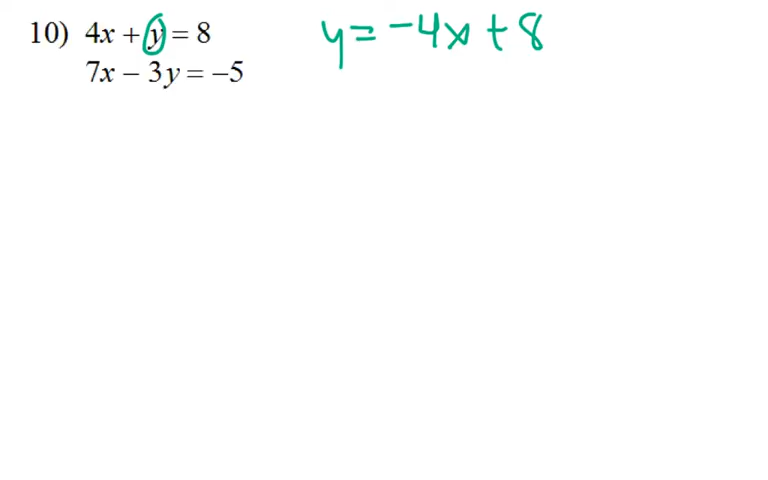 10) 4x + y = 8 y = -4x + 8
7x − 3y = −5